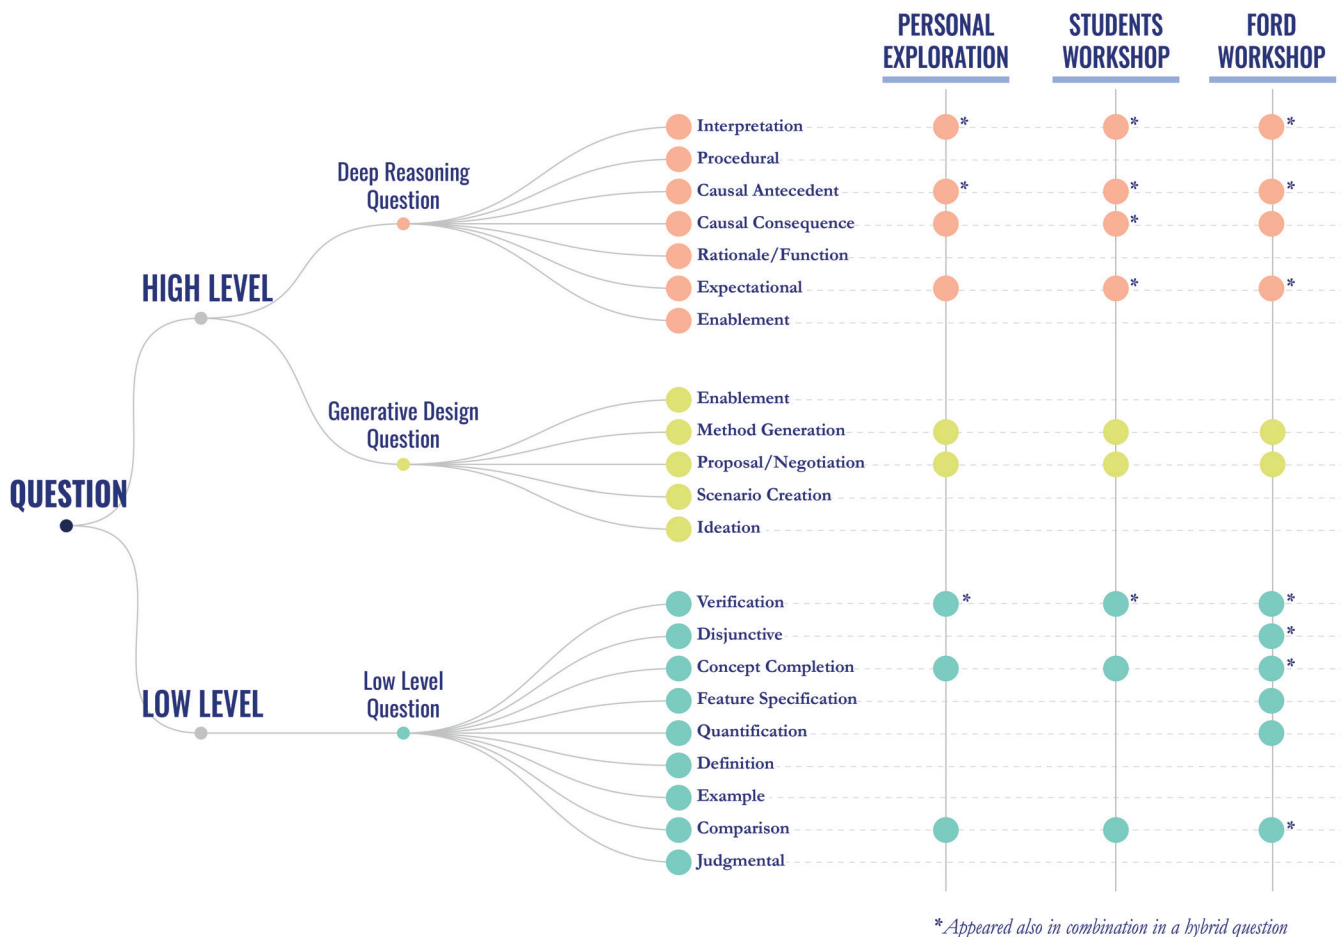 PERSONAL
EXPLORATION
STUDENTS
WORKSHOP
FORD
WORKSHOP
QUESTION
HIGH LEVEL
Deep Reasoning
Question
Interpretation * * *
Procedural
Causal Antecedent * * *
Causal Consequence *
Rationale/Function
Expectational * *
Enablement
Generative Design
Question
Enablement
Method Generation
Proposal/Negotiation
Scenario Creation
Ideation
LOW LEVEL
Low Level
Question
Verification * * *
Disjunctive *
Concept Completion *
Feature Specification
Quantification
Definition
Example
Comparison *
Judgmental
*Appeared also in combination in a hybrid question